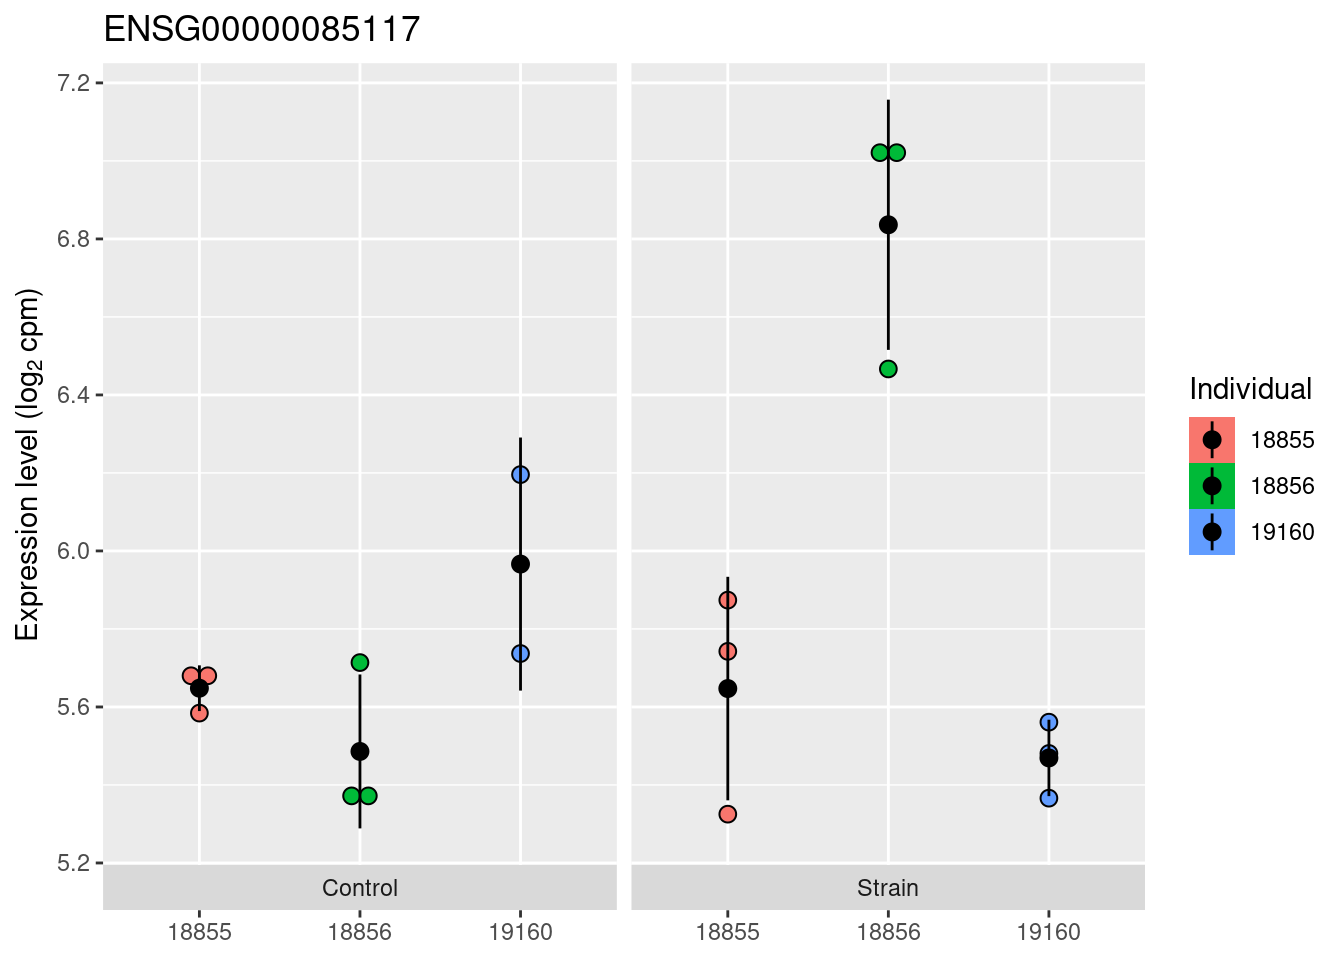 ENSG00000085117
Expression level (log2 cpm)
7.2
6.8
6.4
6.0
5.6
5.2
Control
Strain
18855 18856 19160
18855 18856 19160
Individual
18855
18856
19160